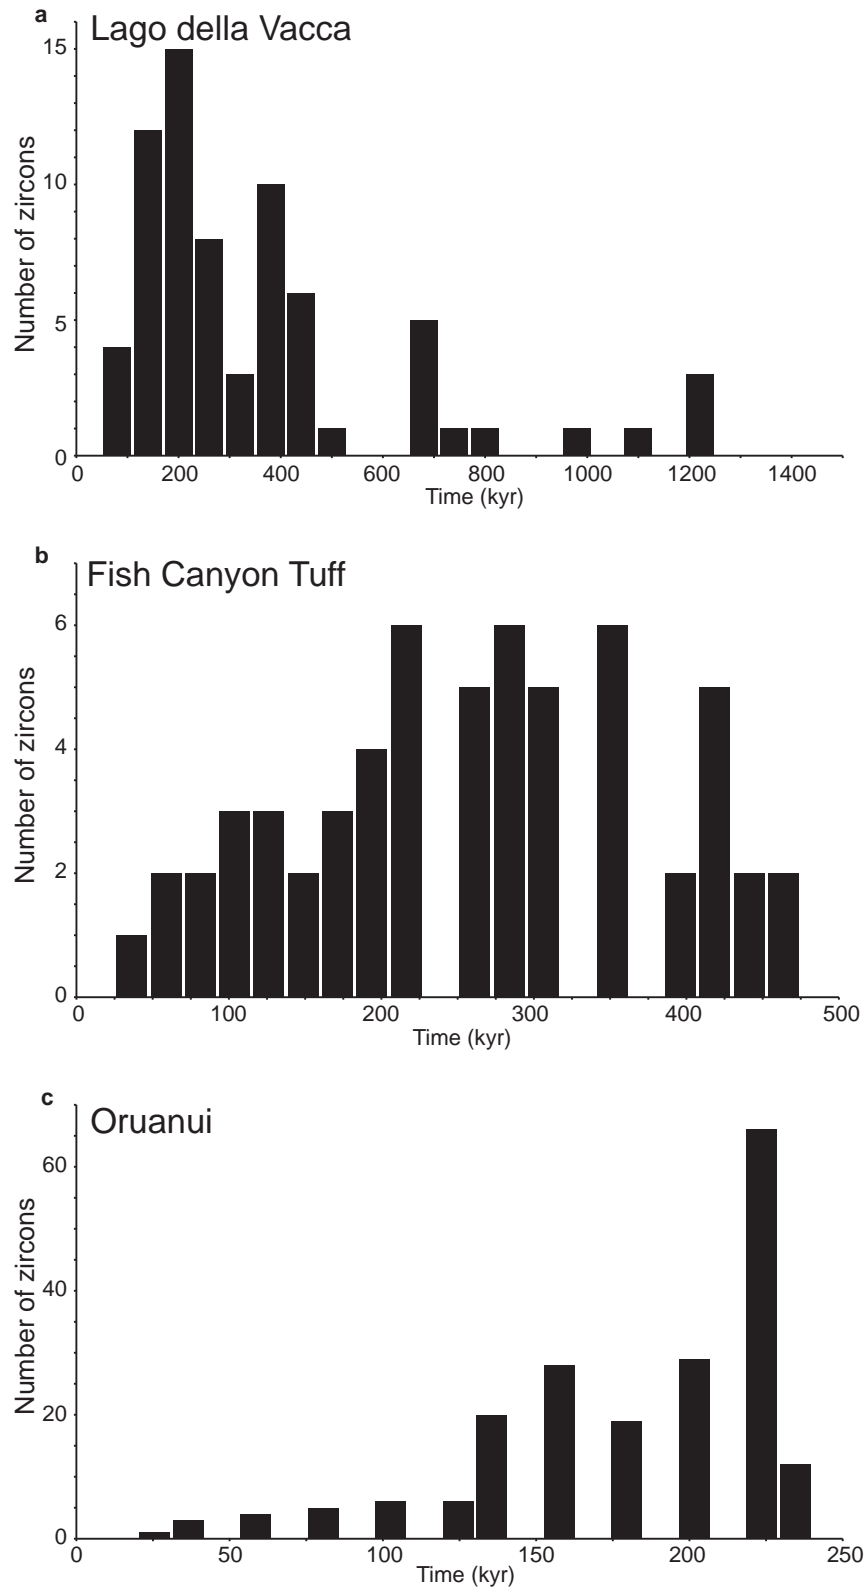 a
Lago della Vacca
15
10
5
0
Number of zircons
0 200 400 600 800 1000 1200 1400
Time (kyr)
b
Fish Canyon Tuff
6
4
2
0
Number of zircons
0 100 200 300 400 500
Time (kyr)
c
Oruanui
60
40
20
0
Number of zircons
0 50 100 150 200 250
Time (kyr)